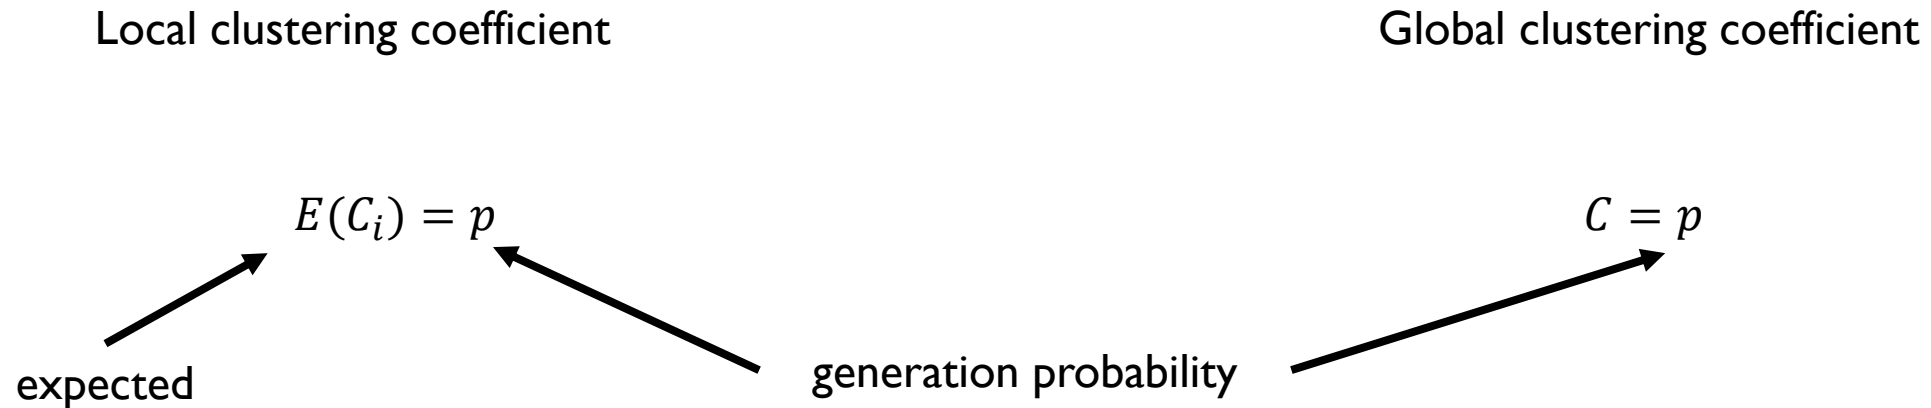 Local clustering coefficient
Global clustering coefficient
E(C_i) = p
C = p
expected
generation probability